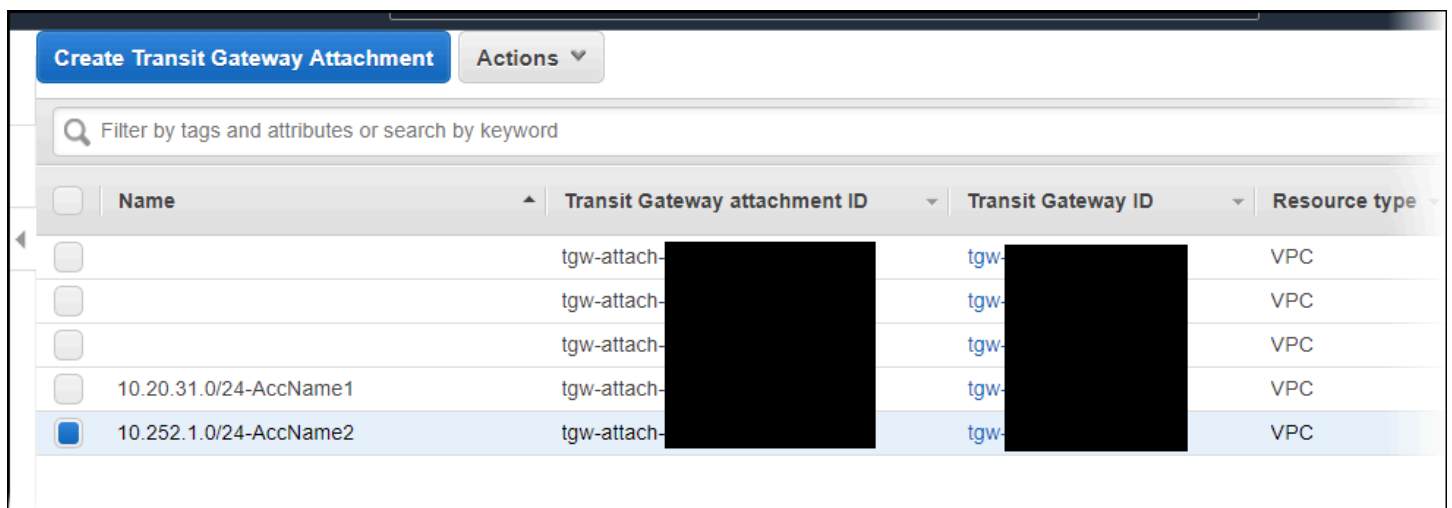 Create Transit Gateway Attachment Actions
Filter by tags and attributes or search by keyword
Name Transit Gateway attachment ID Transit Gateway ID Resource type
tgw-attach- tgw- VPC
tgw-attach- tgw- VPC
tgw-attach- tgw- VPC
10.20.31.0/24-AccName1 tgw-attach- tgw- VPC
10.252.1.0/24-AccName2 tgw-attach- tgw- VPC